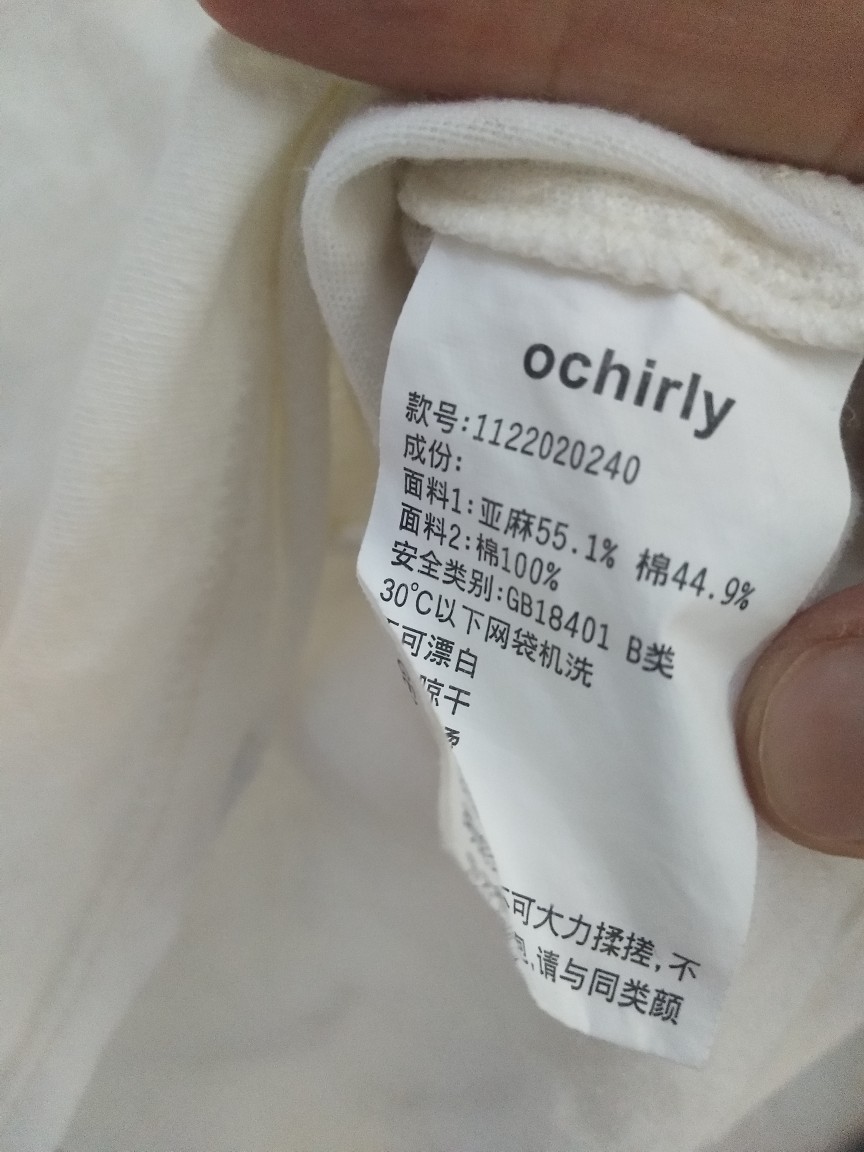 ochirly
款号:1122020240
成份:
面料1:亚麻55.1% 棉44.9%
面料2:棉100%
安全类别:GB18401 B类
30℃以下网袋机洗
不可漂白
晾干
不可大力揉搓,不
,请与同类颜